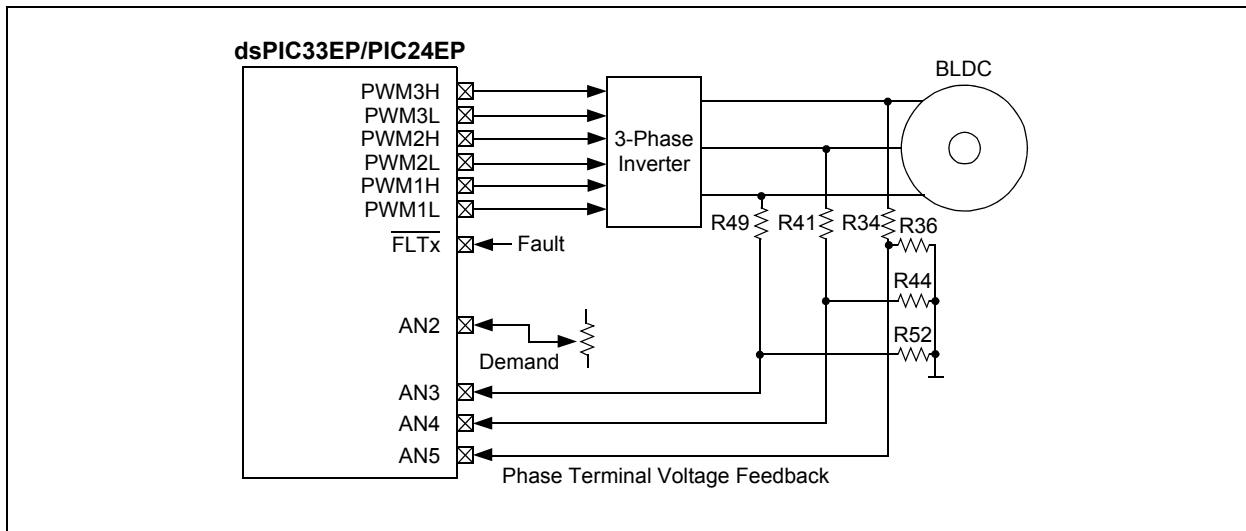 dsPIC33EP/PIC24EP
BLDC
PWM3H
PWM3L
PWM2H
PWM2L
PWM1H
PWM1L
3-Phase
Inverter
R49
R41
R34
R36
FLTx
Fault
R44
AN2
R52
Demand
AN3
AN4
AN5
Phase Terminal Voltage Feedback